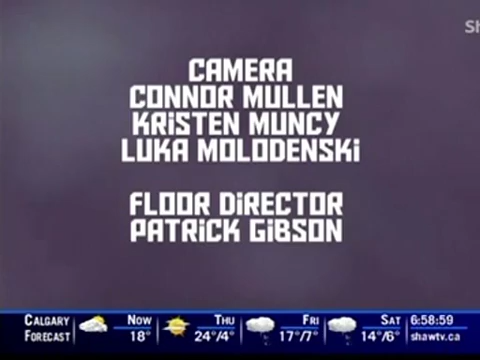 Sh
CAMERA
CONNOR MULLEN
KRISTEN MUNCY
LUKA MOLODENSKI
FLOOR DIRECTOR
PATRICK GIBSON
CALGARY NOW THU FRI SAT 6:58:59
FORECAST 18° 24°/4° 17°/7° 14°/6° shawtv.ca